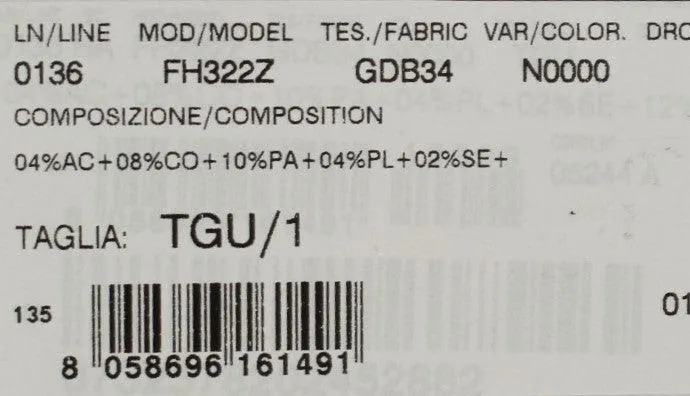 LN/LINE MOD/MODEL TES./FABRIC VAR/COLOR. DRO
0136 FH322Z GDB34 N0000
COMPOSIZIONE/COMPOSITION
04%AC+08%CO+10%PA+04%PL+02%SE+
TAGLIA: TGU/1
135
01
8 058696 161491